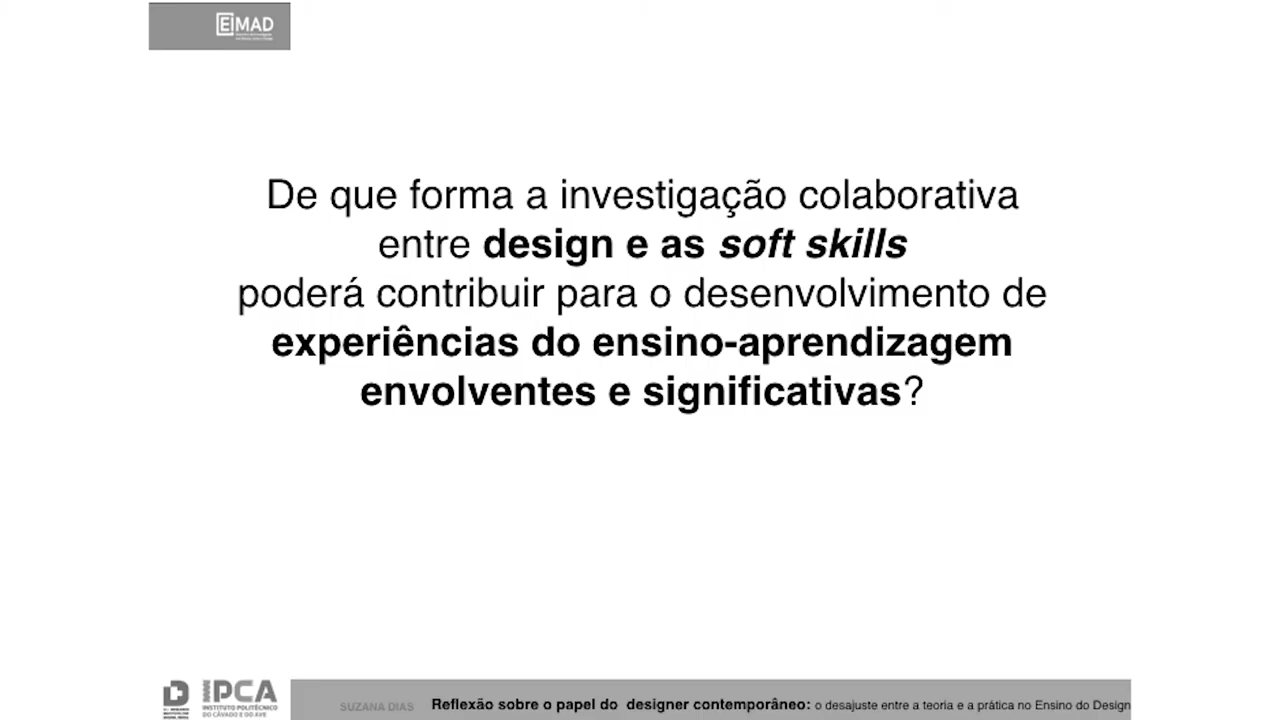 EIMAD
De que forma a investigação colaborativa
entre design e as soft skills
poderá contribuir para o desenvolvimento de
experiências do ensino-aprendizagem
envolventes e significativas?
IPCA
INSTITUTO POLITÉCNICO
DO CÁVADO E DO AVE
SUZANA DIAS Reflexão sobre o papel do designer contemporâneo: o desajuste entre a teoria e a prática no Ensino do Design